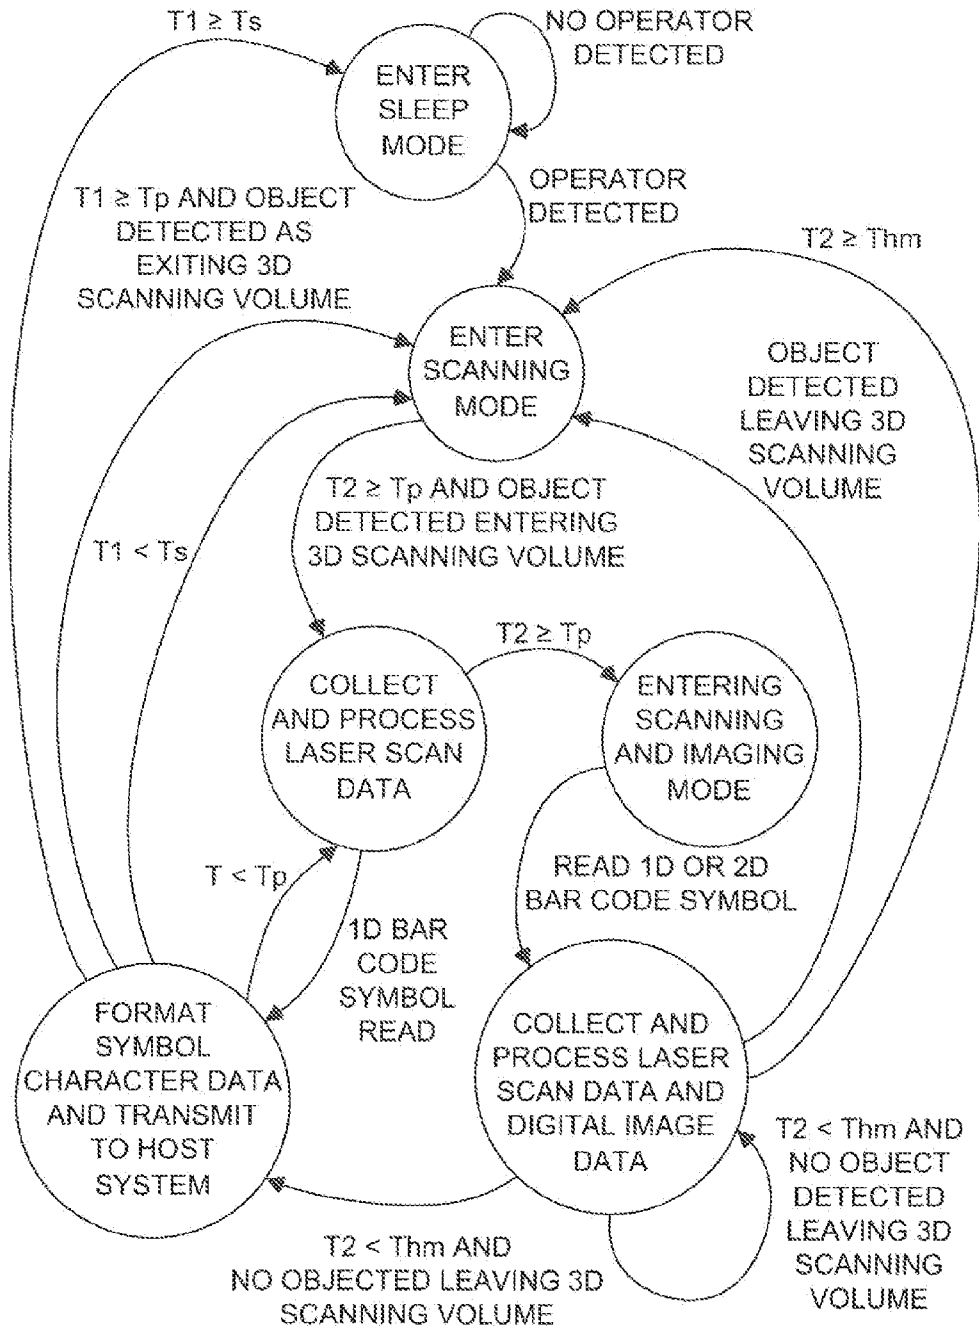 T1 ≥ Ts
NO OPERATOR
DETECTED
ENTER
SLEEP
MODE
OPERATOR
DETECTED
T1 ≥ Tp AND OBJECT
DETECTED AS
EXITING 3D
SCANNING VOLUME
T2 ≥ Thm
ENTER
SCANNING
MODE
OBJECT
DETECTED
LEAVING 3D
SCANNING
VOLUME
T2 ≥ Tp AND OBJECT
DETECTED ENTERING
3D SCANNING VOLUME
T1 < Ts
T2 ≥ Tp
COLLECT
AND PROCESS
LASER SCAN
DATA
ENTERING
SCANNING
AND IMAGING
MODE
T < Tp
READ 1D OR 2D
BAR CODE SYMBOL
1D BAR
CODE
SYMBOL
READ
FORMAT
SYMBOL
CHARACTER DATA
AND TRANSMIT
TO HOST
SYSTEM
COLLECT AND
PROCESS LASER
SCAN DATA AND
DIGITAL IMAGE
DATA
T2 < Thm AND
NO OBJECT
DETECTED
LEAVING 3D
SCANNING
VOLUME
T2 < Thm AND
NO OBJECTED LEAVING 3D
SCANNING VOLUME